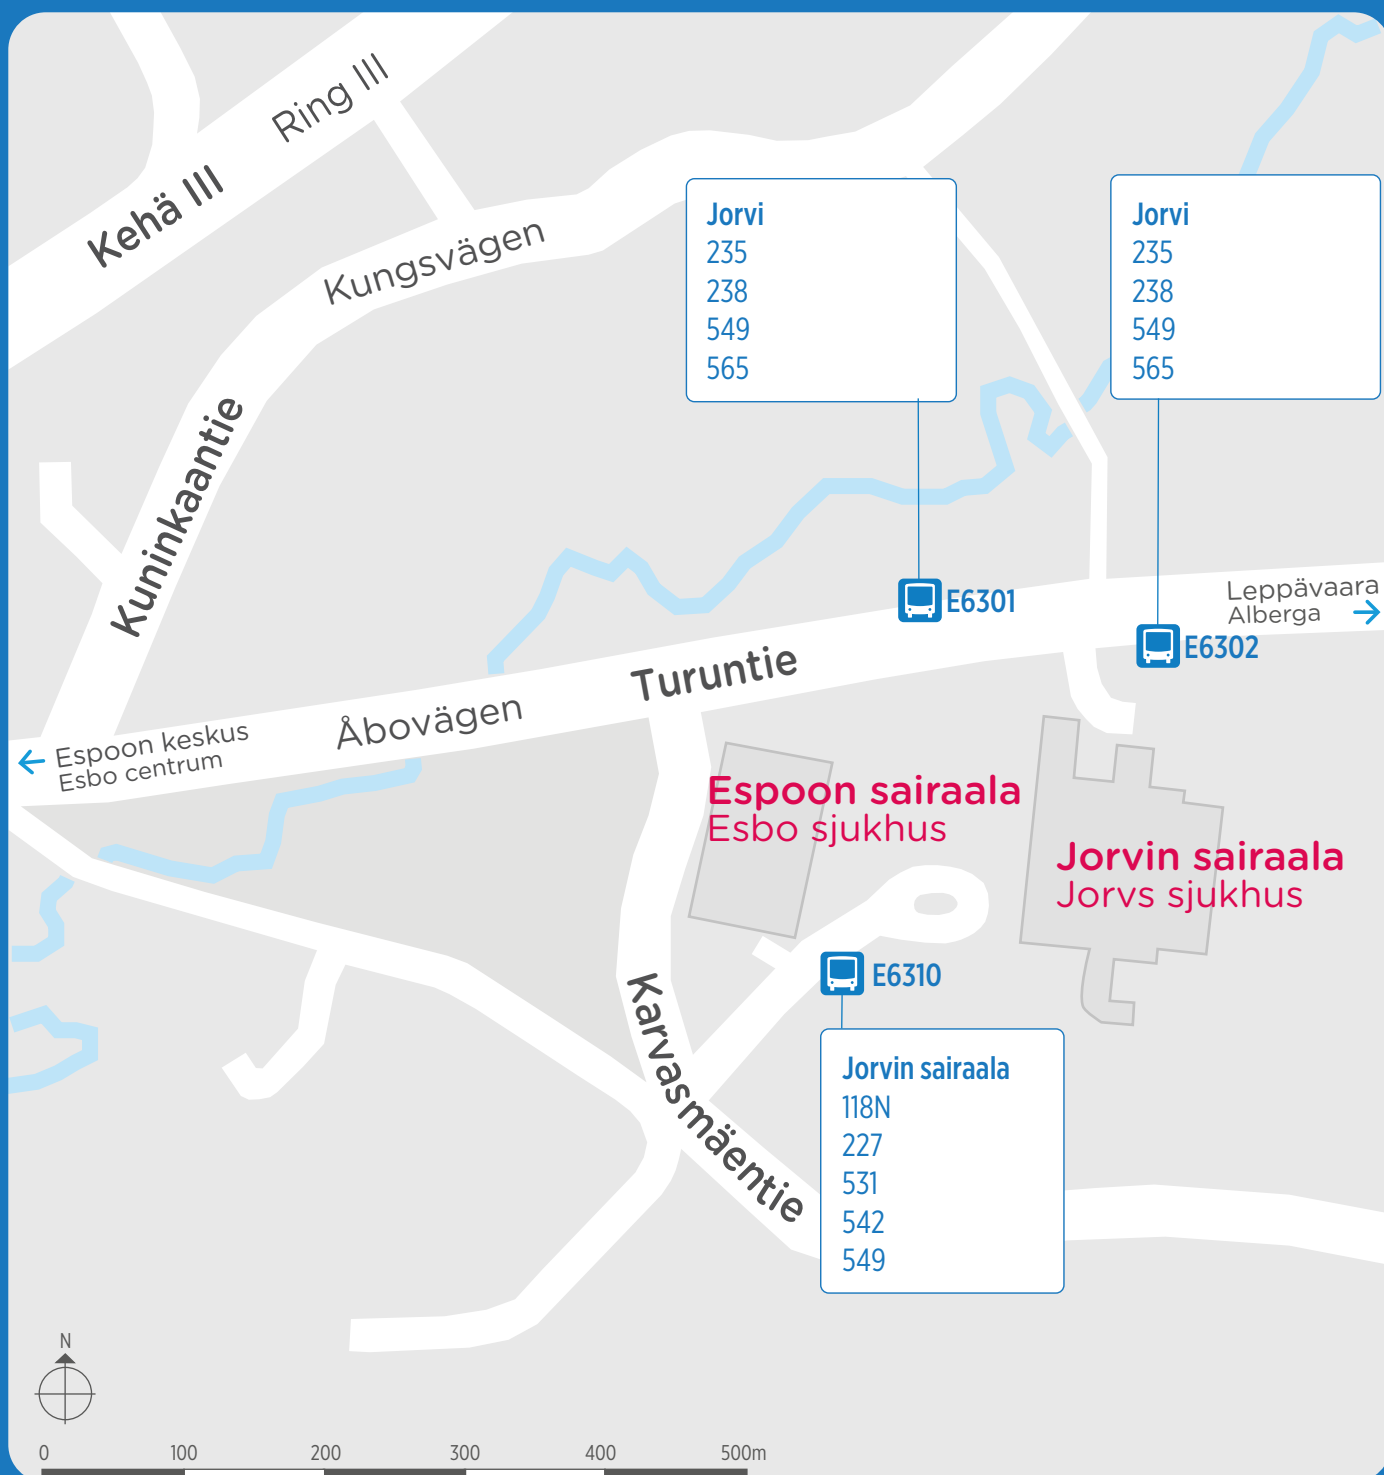 Ring III
Kehä III
Kungsvägen
Kuninkaantie
Jorvi
235
238
549
565
Jorvi
235
238
549
565
E6301
Leppävaara
Alberga
E6302
Turuntie
Åbovägen
Espoon keskus
Esbo centrum
Espoon sairaala
Esbo sjukhus
Jorvin sairaala
Jorvs sjukhus
E6310
Karvasmäentie
Jorvin sairaala
118N
227
531
542
549
N
0 100 200 300 400 500m